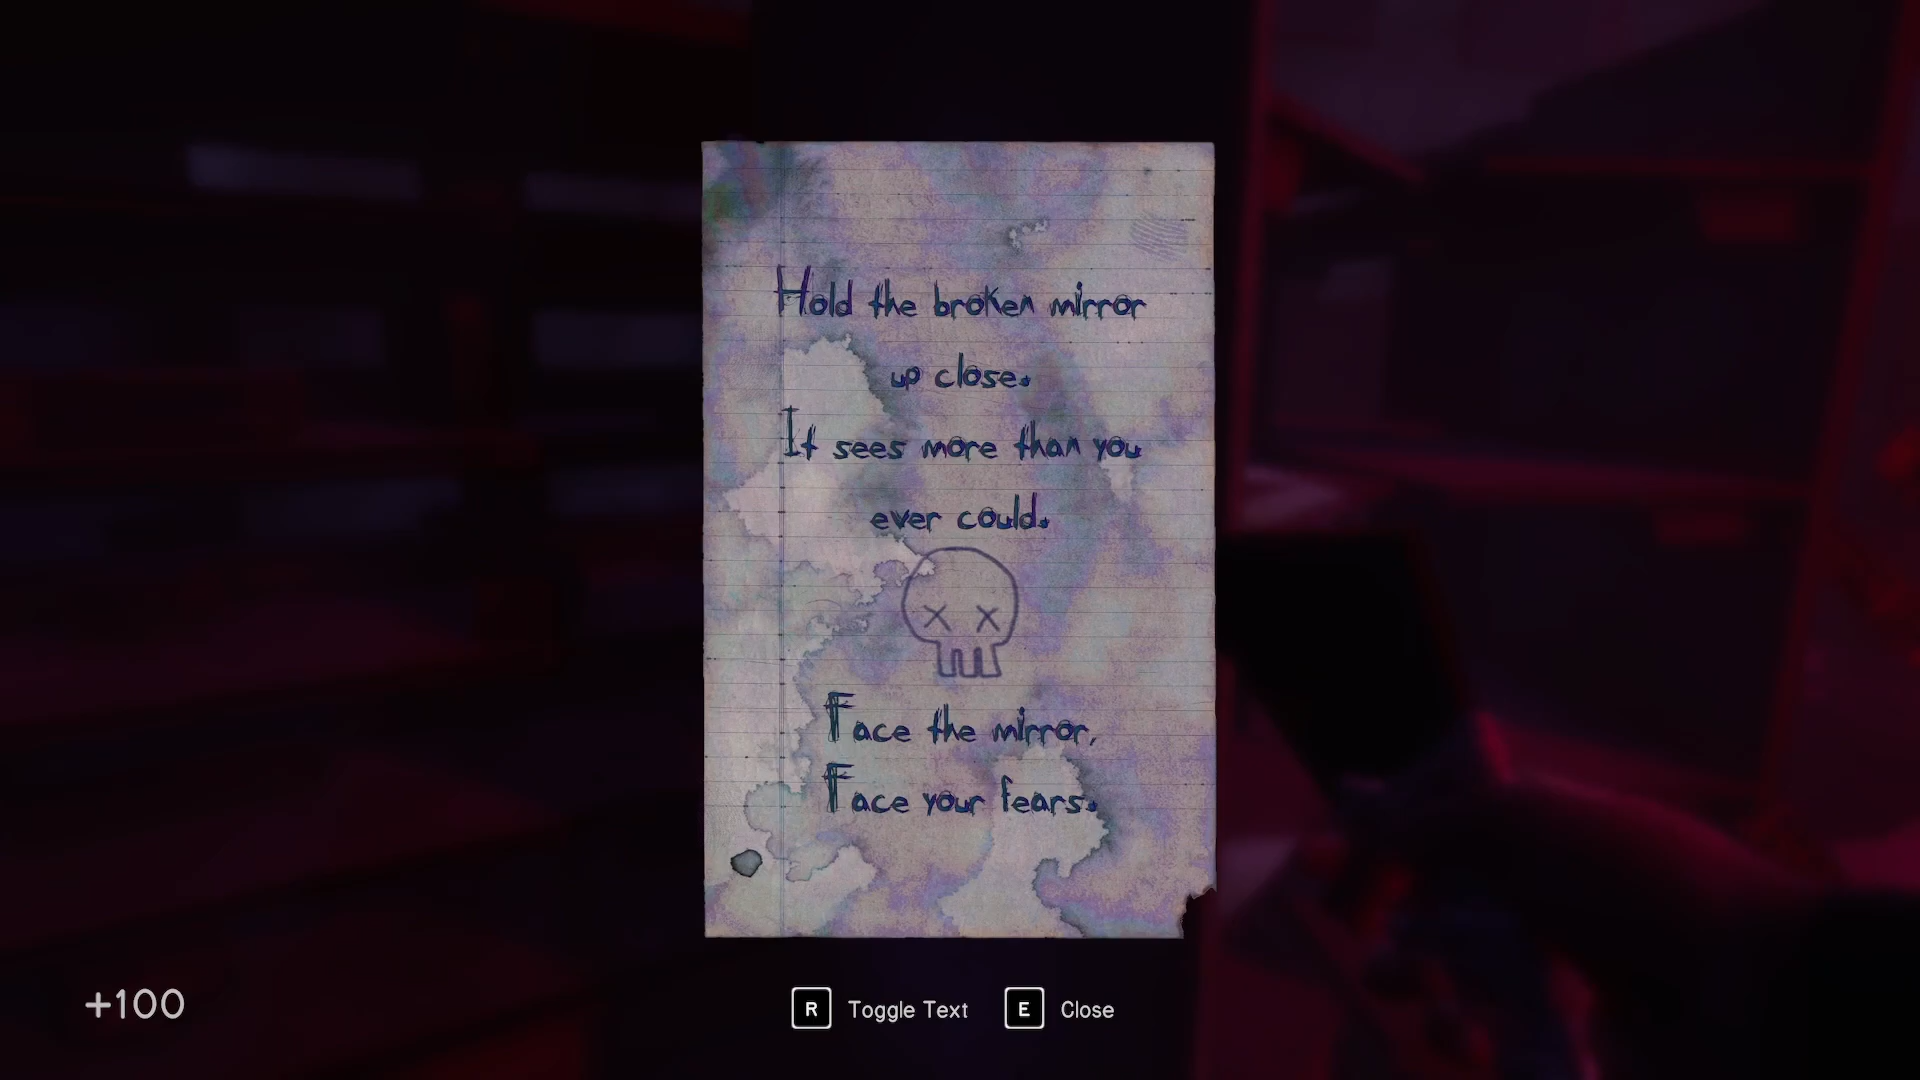 Hold the broken mirror
up close.
It sees more than you
ever could.
Face the mirror,
Face your fears.
+100
R Toggle Text E Close